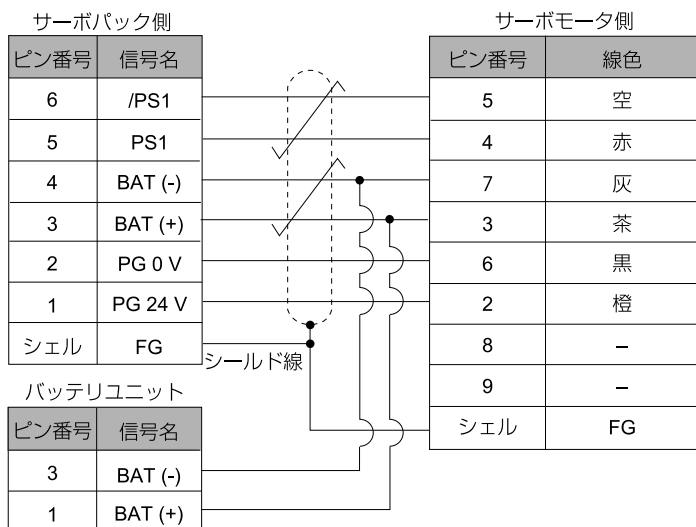 サーボパック側
ピン番号 信号名
6 /PS1
5 PS1
4 BAT (-)
3 BAT (+)
2 PG 0 V
1 PG 24 V
シェル FG
シールド線
サーボモータ側
ピン番号 線色
5 空
4 赤
7 灰
3 茶
6 黒
2 橙
8 –
9 –
シェル FG
バッテリユニット
ピン番号 信号名
3 BAT (-)
1 BAT (+)